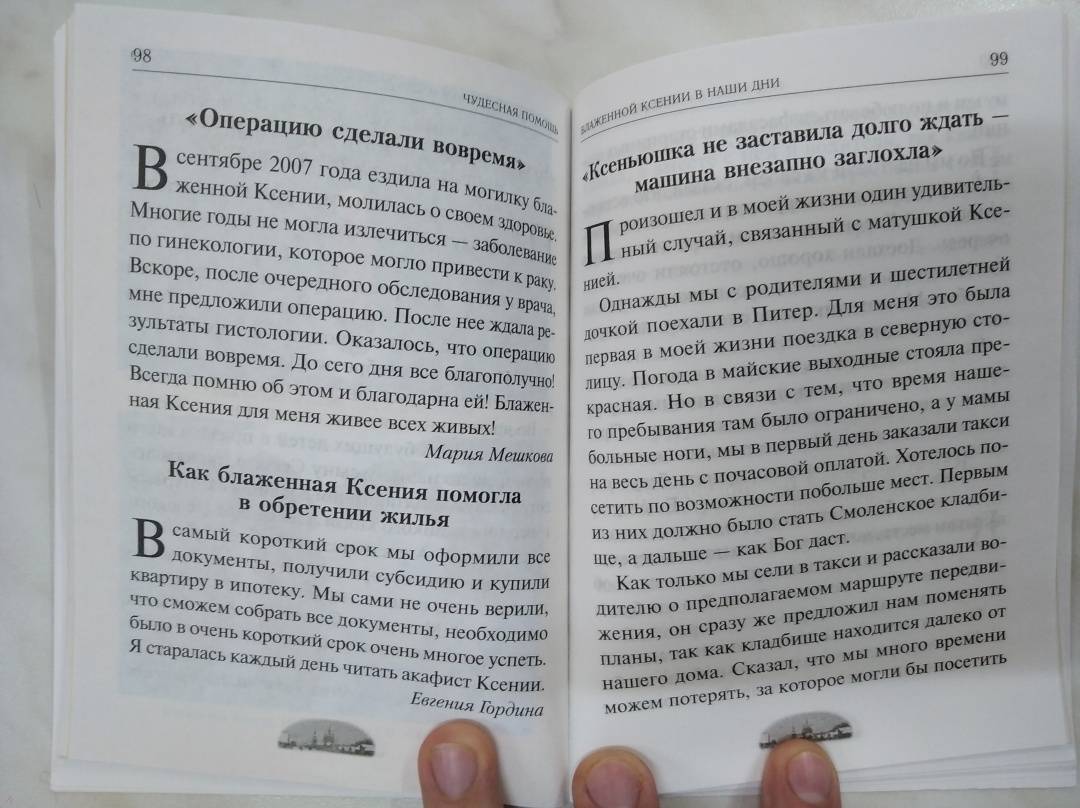 98
ЧУДЕСНАЯ ПОМОЩЬ
«Операцию сделали вовремя»
В сентябре 2007 года ездила на могилку бла-
женной Ксении, молилась о своем здоровье.
Многие годы не могла излечиться — заболевание
по гинекологии, которое могло привести к раку.
Вскоре, после очередного обследования у врача,
мне предложили операцию. После нее ждала ре-
зультаты гистологии. Оказалось, что операцию
сделали вовремя. До сего дня все благополучно!
Всегда помню об этом и благодарна ей! Блажен-
ная Ксения для меня живее всех живых!
Мария Мешкова
Как блаженная Ксения помогла
в обретении жилья
В самый короткий срок мы оформили все
документы, получили субсидию и купили
квартиру в ипотеку. Мы сами не очень верили,
что сможем собрать все документы, необходимо
было в очень короткий срок очень многое успеть.
Я старалась каждый день читать акафист Ксении.
Евгения Гордина
99
БЛАЖЕННОЙ КСЕНИИ В НАШИ ДНИ
«Ксеньюшка не заставила долго ждать —
машина внезапно заглохла»
Произошел и в моей жизни один удивитель-
ный случай, связанный с матушкой Ксе-
нией.
Однажды мы с родителями и шестилетней
дочкой поехали в Питер. Для меня это была
первая в моей жизни поездка в северную сто-
лицу. Погода в майские выходные стояла пре-
красная. Но в связи с тем, что время наше-
го пребывания там было ограничено, а у мамы
больные ноги, мы в первый день заказали такси
на весь день с почасовой оплатой. Хотелось по-
сетить по возможности побольше мест. Первым
из них должно было стать Смоленское кладби-
ще, а дальше — как Бог даст.
Как только мы сели в такси и рассказали во-
дителю о предполагаемом маршруте передви-
жения, он сразу же предложил нам поменять
планы, так как кладбище находится далеко от
нашего дома. Сказал, что мы много времени
можем потерять, за которое могли бы посетить